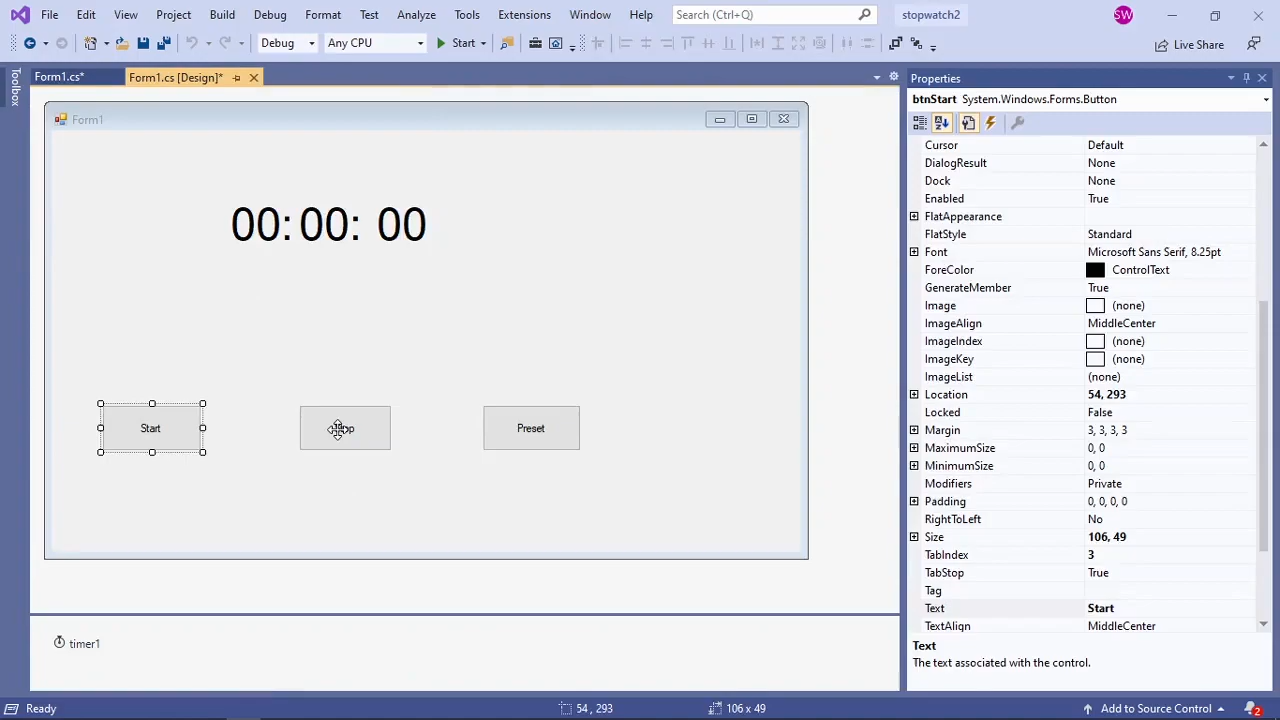 File Edit View Project Build Debug Format Test Analyze Tools Extensions Window Help Search (Ctrl+Q) stopwatch2 SW
Debug Any CPU Start Live Share
Toolbox
Form1.cs* Form1.cs [Design]*
Form1
00: 00: 00
Start Preset
timer1
Properties
btnStart System.Windows.Forms.Button
Cursor Default
DialogResult None
Dock None
Enabled True
FlatAppearance
FlatStyle Standard
Font Microsoft Sans Serif, 8.25pt
ForeColor ControlText
GenerateMember True
Image (none)
ImageAlign MiddleCenter
ImageIndex (none)
ImageKey (none)
ImageList (none)
Location 54, 293
Locked False
Margin 3, 3, 3, 3
MaximumSize 0, 0
MinimumSize 0, 0
Modifiers Private
Padding 0, 0, 0, 0
RightToLeft No
Size 106, 49
TabIndex 3
TabStop True
Tag
Text Start
TextAlign MiddleCenter
Text
The text associated with the control.
Ready 54 , 293 106 x 49 Add to Source Control 2